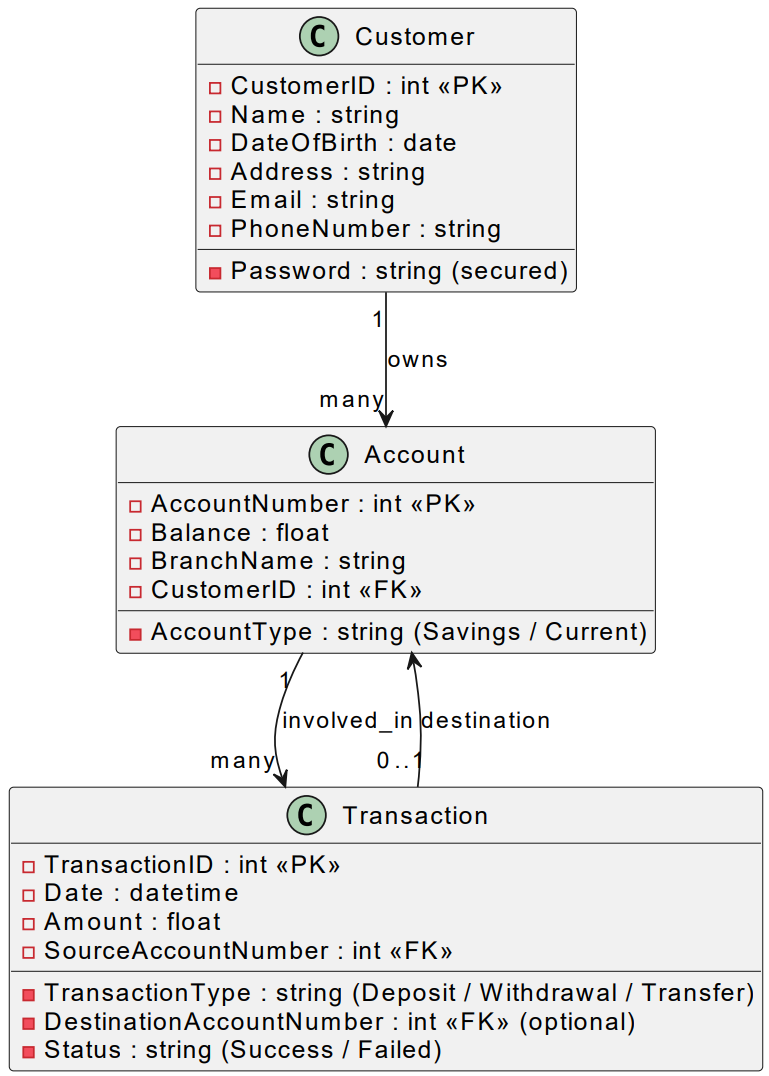 C Customer
CustomerID : int «PK»
Name : string
DateOfBirth : date
Address : string
Email : string
PhoneNumber : string
Password : string (secured)
1
owns
many
C Account
AccountNumber : int «PK»
Balance : float
BranchName : string
CustomerID : int «FK»
AccountType : string (Savings / Current)
1
involved_in destination
many 0..1
C Transaction
TransactionID : int «PK»
Date : datetime
Amount : float
SourceAccountNumber : int «FK»
TransactionType : string (Deposit / Withdrawal / Transfer)
DestinationAccountNumber : int «FK» (optional)
Status : string (Success / Failed)